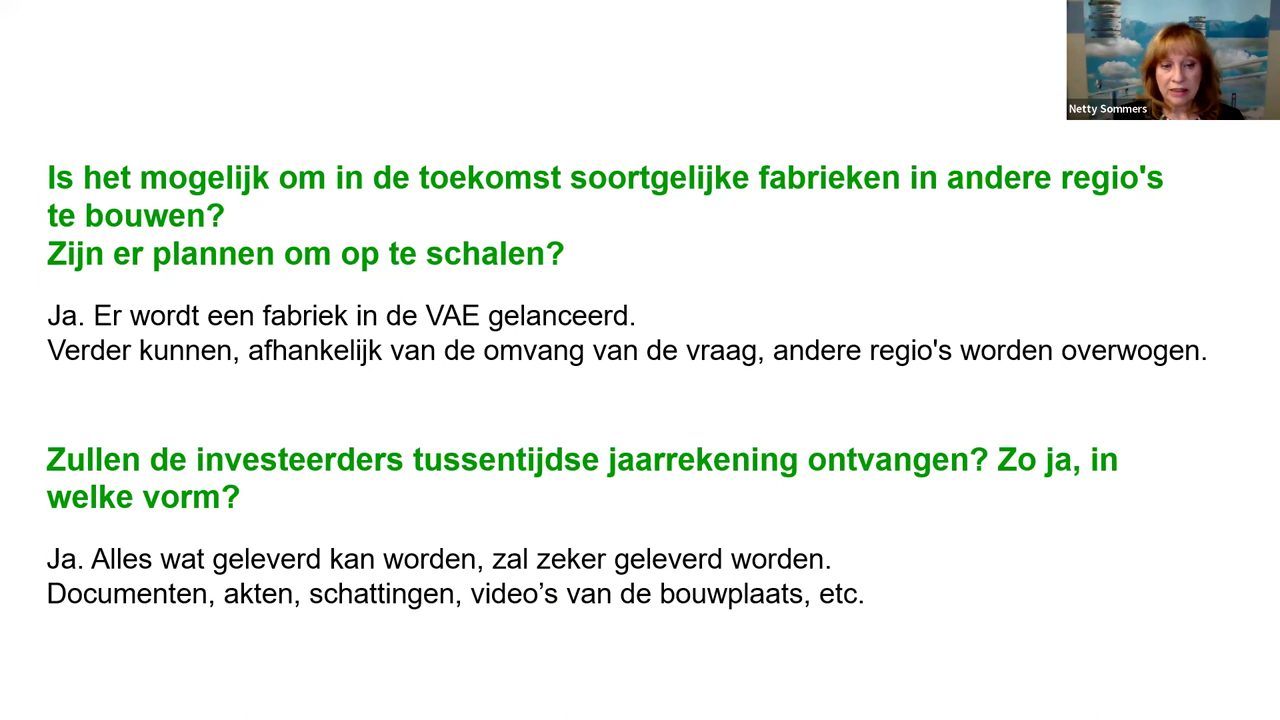 Netty Sommers
Is het mogelijk om in de toekomst soortgelijke fabrieken in andere regio's
te bouwen?
Zijn er plannen om op te schalen?
Ja. Er wordt een fabriek in de VAE gelanceerd.
Verder kunnen, afhankelijk van de omvang van de vraag, andere regio's worden overwogen.
Zullen de investeerders tussentijdse jaarrekening ontvangen? Zo ja, in
welke vorm?
Ja. Alles wat geleverd kan worden, zal zeker geleverd worden.
Documenten, akten, schattingen, video’s van de bouwplaats, etc.